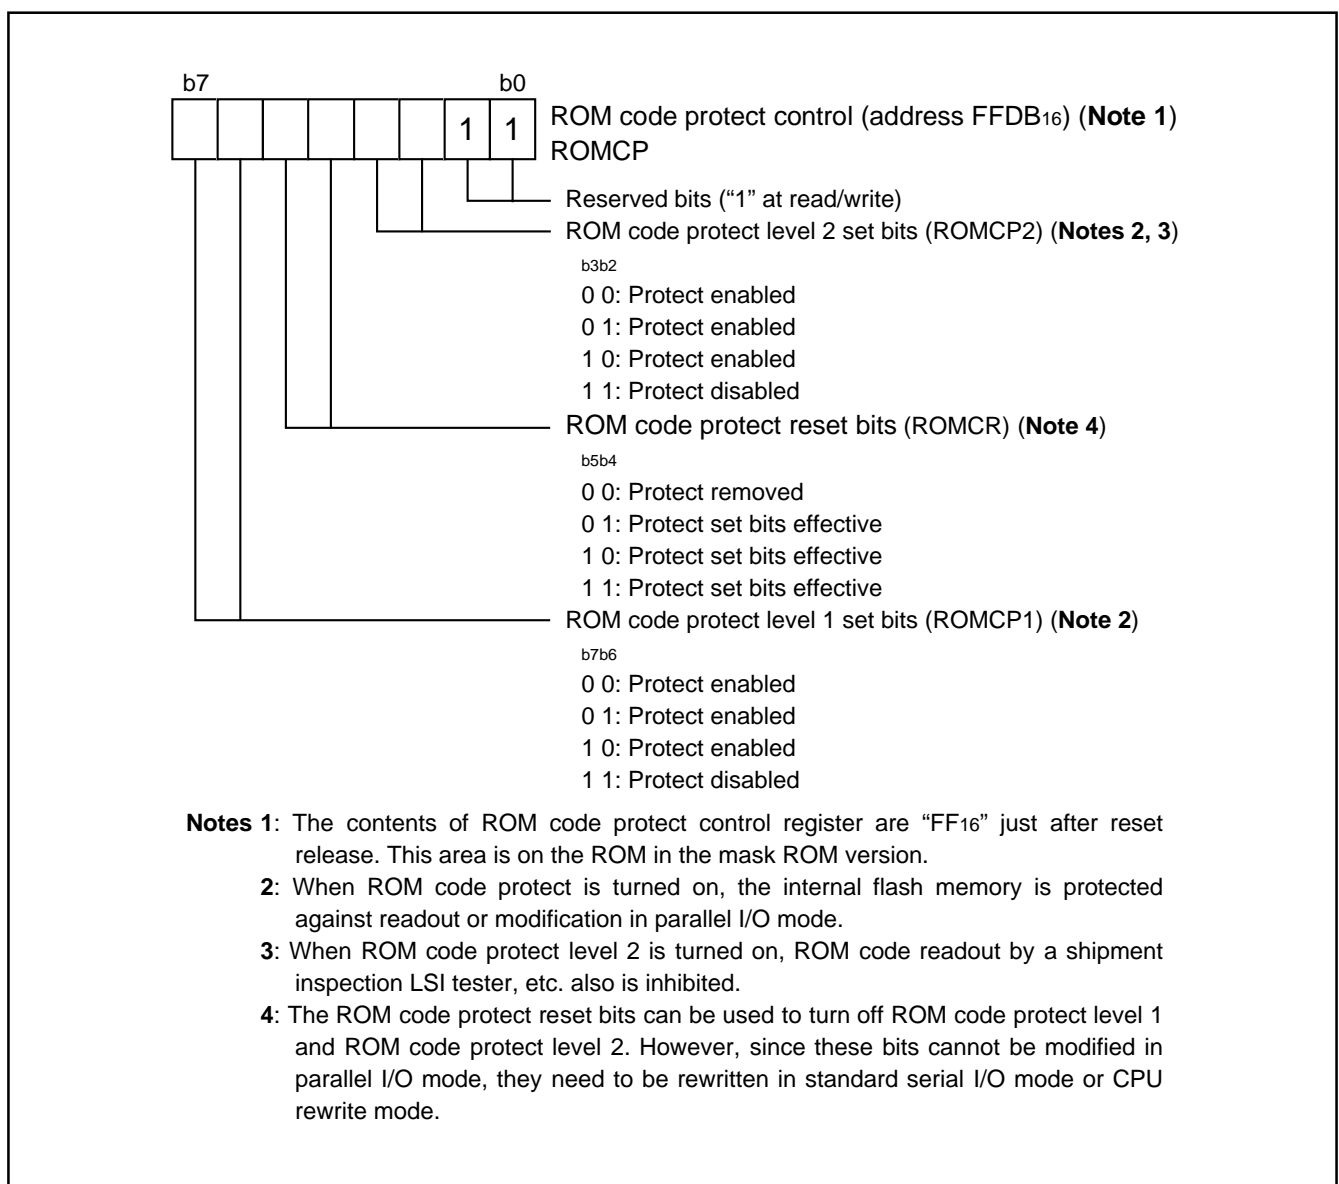 b7 b0
1 1
ROM code protect control (address FFDB16) (Note 1)
ROMCP
Reserved bits (“1” at read/write)
ROM code protect level 2 set bits (ROMCP2) (Notes 2, 3)
b3b2
0 0: Protect enabled
0 1: Protect enabled
1 0: Protect enabled
1 1: Protect disabled
ROM code protect reset bits (ROMCR) (Note 4)
b5b4
0 0: Protect removed
0 1: Protect set bits effective
1 0: Protect set bits effective
1 1: Protect set bits effective
ROM code protect level 1 set bits (ROMCP1) (Note 2)
b7b6
0 0: Protect enabled
0 1: Protect enabled
1 0: Protect enabled
1 1: Protect disabled
Notes 1: The contents of ROM code protect control register are “FF16” just after reset
release. This area is on the ROM in the mask ROM version.
2: When ROM code protect is turned on, the internal flash memory is protected
against readout or modification in parallel I/O mode.
3: When ROM code protect level 2 is turned on, ROM code readout by a shipment
inspection LSI tester, etc. also is inhibited.
4: The ROM code protect reset bits can be used to turn off ROM code protect level 1
and ROM code protect level 2. However, since these bits cannot be modified in
parallel I/O mode, they need to be rewritten in standard serial I/O mode or CPU
rewrite mode.